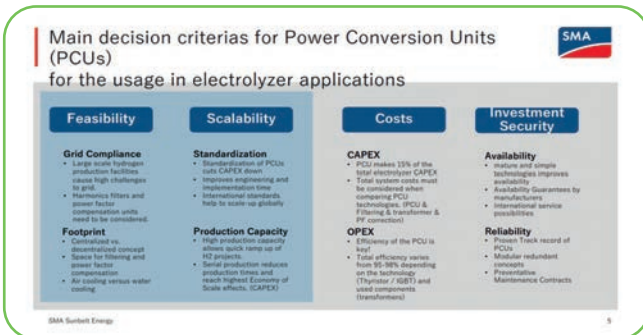 Main decision criterias for Power Conversion Units
(PCUs)
for the usage in electrolyzer applications
SMA
Feasibility
Grid Compliance
• Large scale hydrogen
production facilities
cause high challenges
to grid.
• Harmonics filters and
power factor
compensation units
need to be considered.
Footprint
• Centralized vs.
decentralized concept
• Space for filtering and
power factor
compensation
• Air cooling versus water
cooling
Scalability
Standardization
• Standardization of PCUs
cuts CAPEX down
• Improves engineering and
implementation time
• International standards
help to scale up globally
Production Capacity
• High production capacity
allows quick ramp up of
H2 projects.
• Serial production reduces
production times and
reach highest Economy of
Scale effects. (CAPEX)
Costs
CAPEX
• PCU makes 15% of the
total electrolyzer CAPEX
• Total system costs must
be considered when
comparing PCU
technologies. (PCU &
Filtering & transformer &
PF correction)
OPEX
• Efficiency of the PCU is
key!
• Total efficiency varies
from 95-98% depending
on the technology
(Thyristor / IGBT) and
used components
(transformers)
Investment
Security
Availability
• mature and simple
technologies improves
availability
• Availability Guarantees by
manufacturers
• International service
possibilities
Reliability
• Proven Track record of
PCUs
• Modular redundant
concepts
• Preventative
Maintenance Contracts
SMA Sunbelt Energy
5